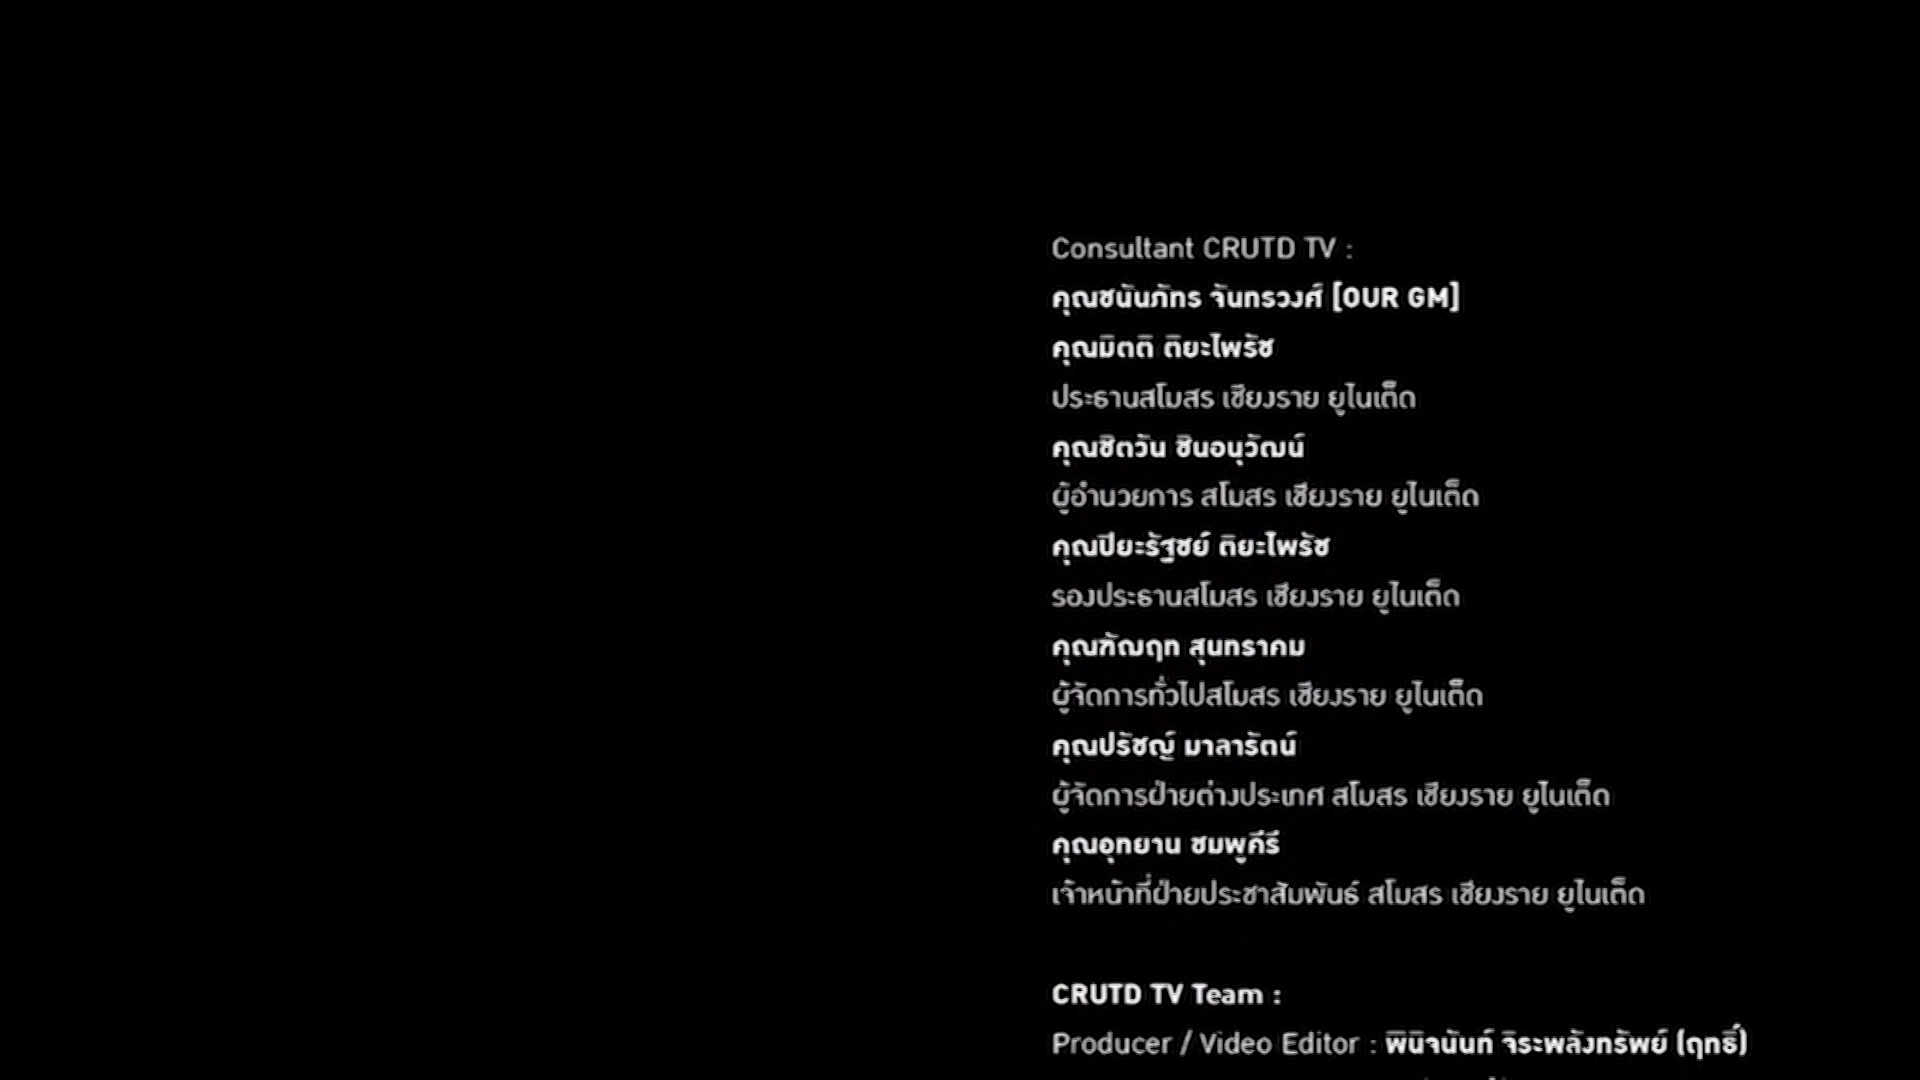 Consultant CRUTD TV :
คุณชนันภัทร จันทรวงศ์ [OUR GM]
คุณมิตติ ติยะไพรัช
ประธานสโมสร เชียงราย ยูไนเต็ด
คุณชิตวัน ชินอนุวัฒน์
ผู้อำนวยการ สโมสร เชียงราย ยูไนเต็ด
คุณปิยะรัฐชย์ ติยะไพรัช
รองประธานสโมสร เชียงราย ยูไนเต็ด
คุณฑัฒฤท สุนทราคม
ผู้จัดการทั่วไปสโมสร เชียงราย ยูไนเต็ด
คุณปรัชญ์ มาลารัตน์
ผู้จัดการฝ่ายต่างประเทศ สโมสร เชียงราย ยูไนเต็ด
คุณอุทยาน ชมพูคีรี
เจ้าหน้าที่ฝ่ายประชาสัมพันธ์ สโมสร เชียงราย ยูไนเต็ด
CRUTD TV Team :
Producer / Video Editor : พินิจนันท์ จิระพลังทรัพย์ (ฤทธิ์)